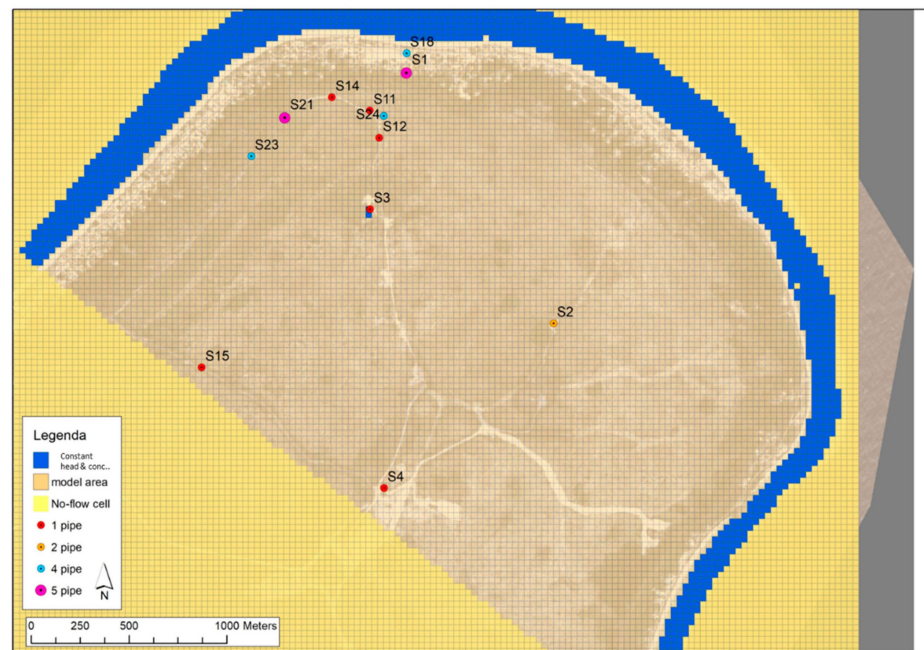 S18
S1
S14
S11
S21
S24
S12
S23
S3
S2
S15
S4
Legenda
Constant
head & conc..
model area
No-flow cell
1 pipe
2 pipe
4 pipe
5 pipe
N
0 250 500 1000 Meters